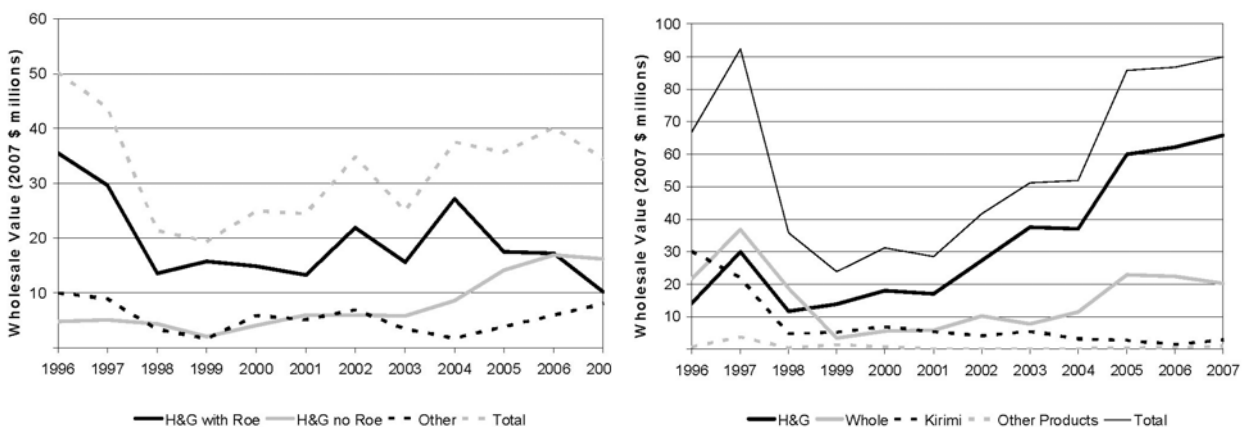 Wholesale Value (2007 $ millions)
60
50
40
30
20
10
1996 1997 1998 1999 2000 2001 2002 2003 2004 2005 2006 200
H&G with Roe H&G no Roe Other Total
Wholesale Value (2007 $ millions)
100
90
80
70
60
50
40
30
20
10
1996 1997 1998 1999 2000 2001 2002 2003 2004 2005 2006 2007
H&G Whole Kirimi Other Products Total